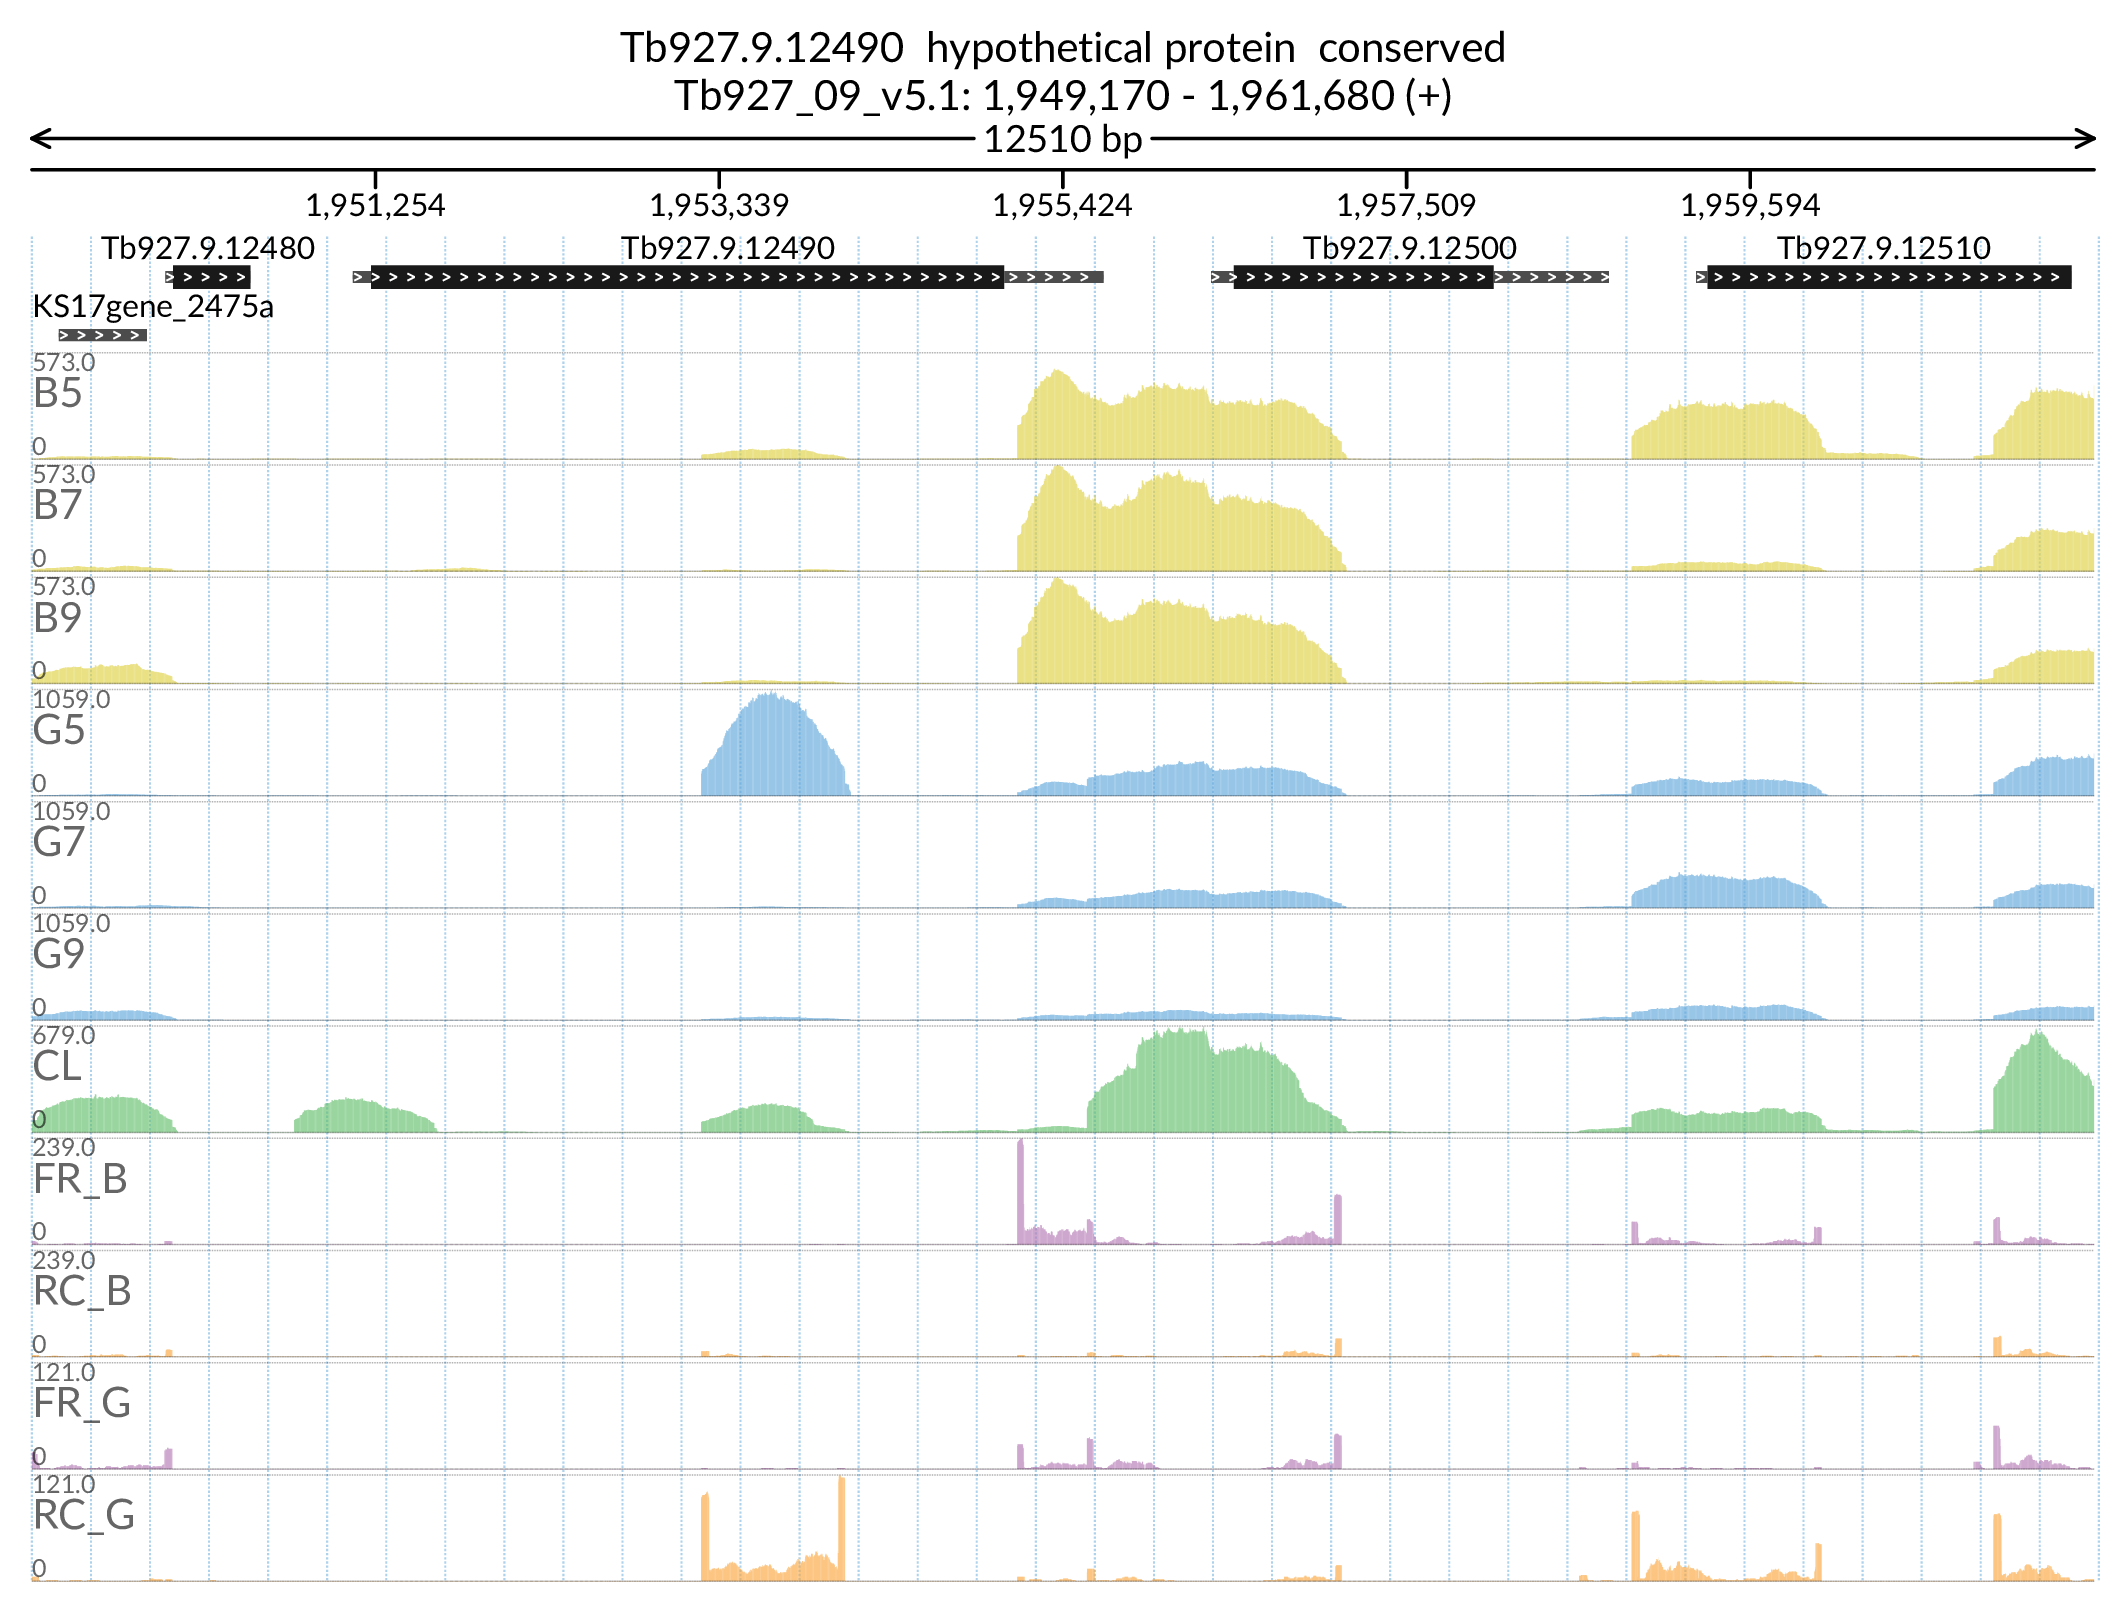 Tb927.9.12490  hypothetical protein  conserved
Tb927_09_v5.1: 1,949,170 - 1,961,680 (+)
12510 bp
1,951,254 1,953,339 1,955,424 1,957,509 1,959,594
Tb927.9.12480 Tb927.9.12490 Tb927.9.12500 Tb927.9.12510
KS17gene_2475a
573.0
B5
0
573.0
B7
0
573.0
B9
0
1059.0
G5
0
1059.0
G7
0
1059.0
G9
0
679.0
CL
0
239.0
FR_B
0
239.0
RC_B
0
121.0
FR_G
0
121.0
RC_G
0